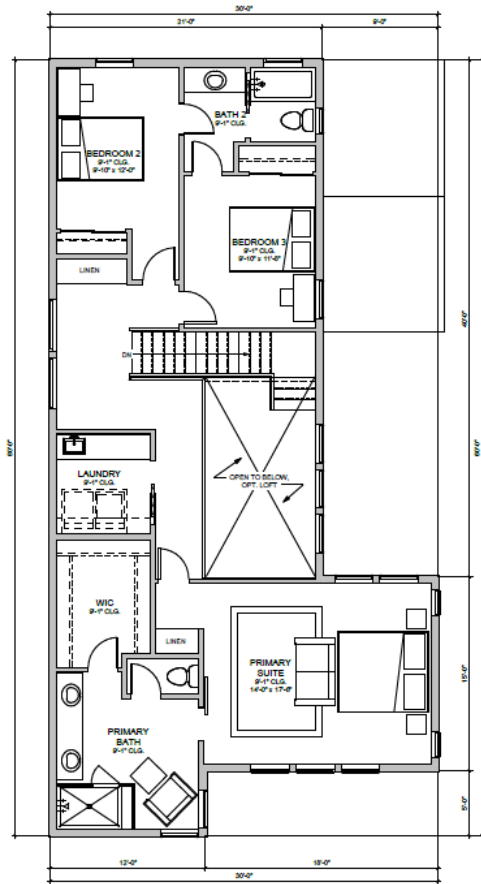 30'-0"
21'-0"
9'-0"
BATH 2
9'-1" CLG.
BEDROOM 2
9'-1" CLG.
9'-10" x 12'-0"
BEDROOM 3
9'-1" CLG.
9'-10" x 11'-0"
LINEN
DN
40'-0"
60'-0"
60'-0"
LAUNDRY
9'-1" CLG.
OPEN TO BELOW,
OPT. LOFT
WIC
9'-1" CLG.
LINEN
PRIMARY
SUITE
9'-1" CLG.
14'-0" x 17'-6"
15'-0"
PRIMARY
BATH
9'-1" CLG.
5'-0"
12'-0"
18'-0"
30'-0"